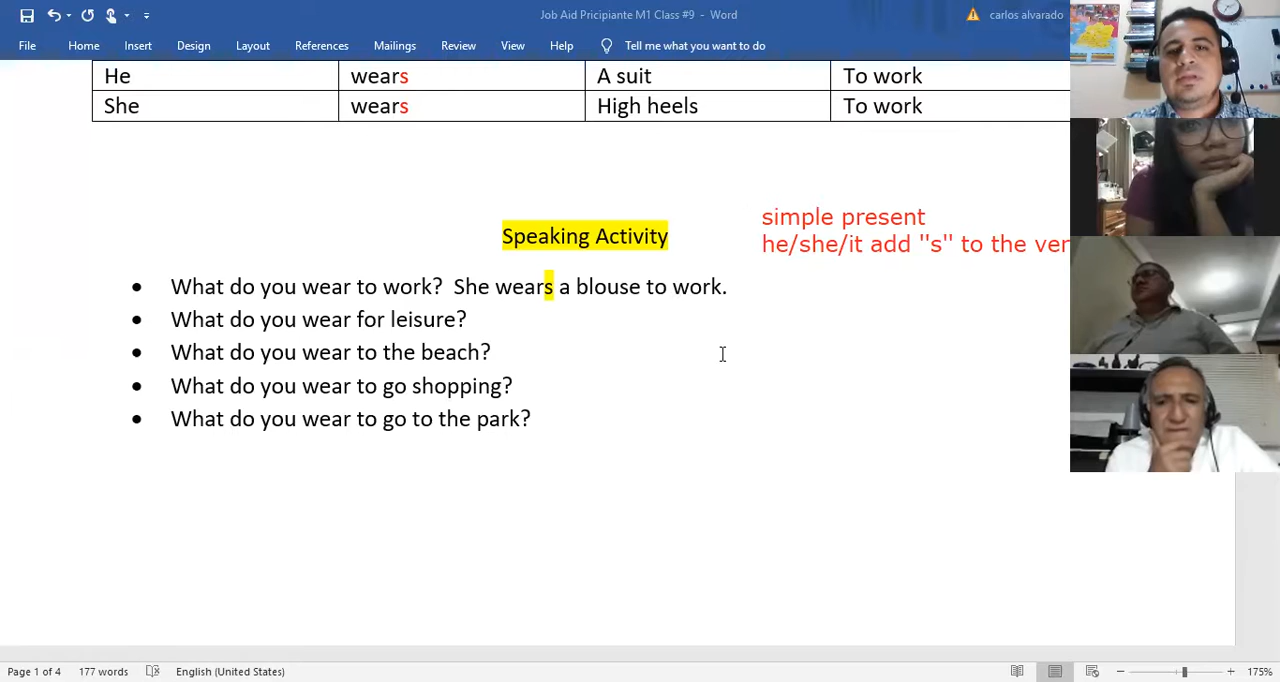 Job Aid Pricipiante M1 Class #9 - Word
carlos alvarado
File Home Insert Design Layout References Mailings Review View Help Tell me what you want to do
He wears A suit To work
She wears High heels To work
simple present
he/she/it add "s" to the ver
Speaking Activity
• What do you wear to work? She wears a blouse to work.
• What do you wear for leisure?
• What do you wear to the beach?
• What do you wear to go shopping?
• What do you wear to go to the park?
Page 1 of 4 177 words English (United States) 175%